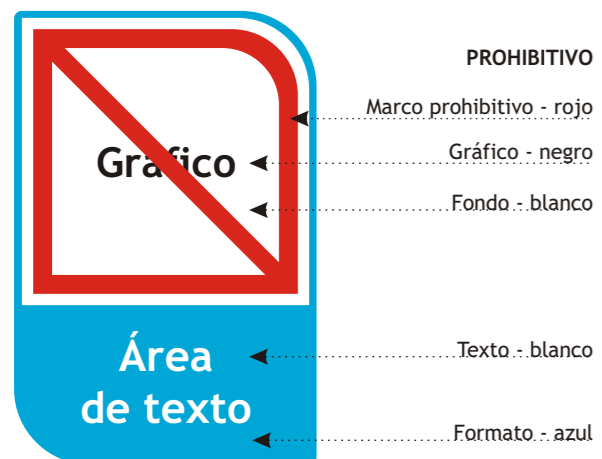 PROHIBITIVO
Marco prohibitivo - rojo
Gráfico
Gráfico - negro
Fondo - blanco
Área
de texto
Texto - blanco
Formato - azul